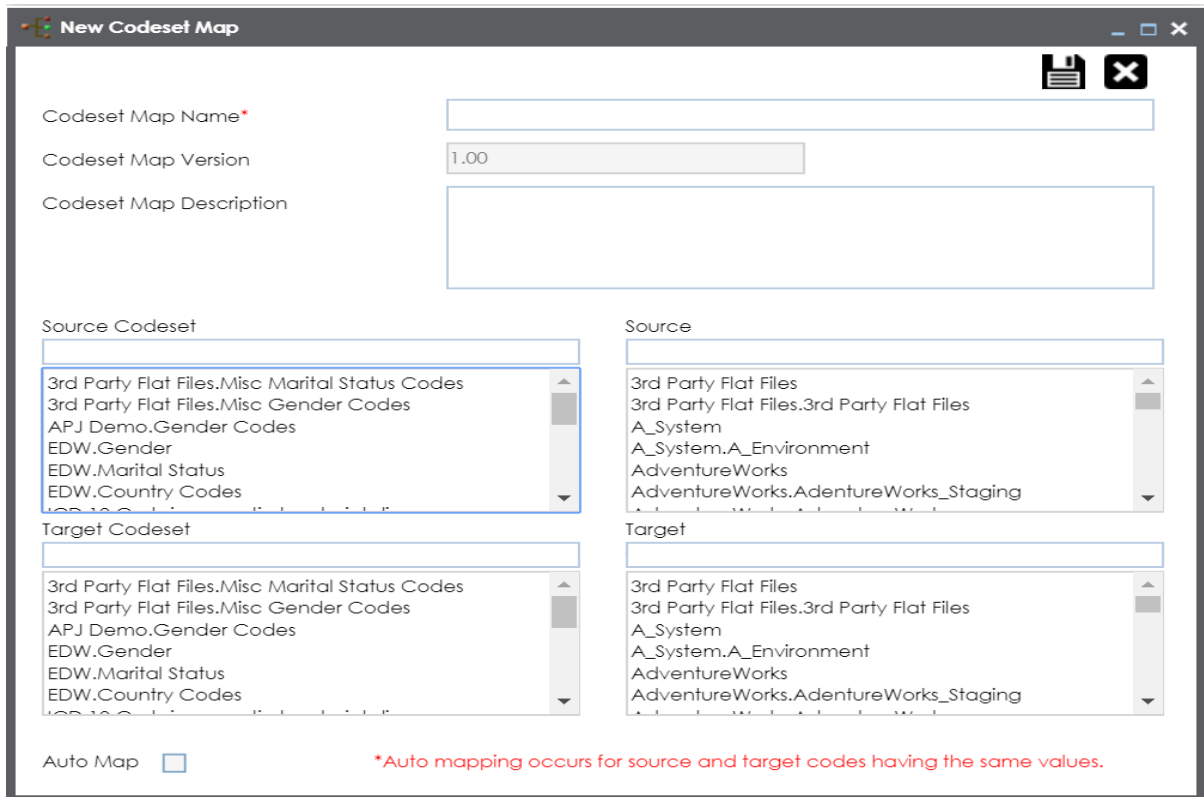 New Codeset Map
Codeset Map Name*
Codeset Map Version
1.00
Codeset Map Description
Source Codeset
3rd Party Flat Files.Misc Marital Status Codes
3rd Party Flat Files.Misc Gender Codes
APJ Demo.Gender Codes
EDW.Gender
EDW.Marital Status
EDW.Country Codes
Source
3rd Party Flat Files
3rd Party Flat Files.3rd Party Flat Files
A_System
A_System.A_Environment
AdventureWorks
AdventureWorks.AdentureWorks_Staging
Target Codeset
3rd Party Flat Files.Misc Marital Status Codes
3rd Party Flat Files.Misc Gender Codes
APJ Demo.Gender Codes
EDW.Gender
EDW.Marital Status
EDW.Country Codes
Target
3rd Party Flat Files
3rd Party Flat Files.3rd Party Flat Files
A_System
A_System.A_Environment
AdventureWorks
AdventureWorks.AdentureWorks_Staging
Auto Map
*Auto mapping occurs for source and target codes having the same values.